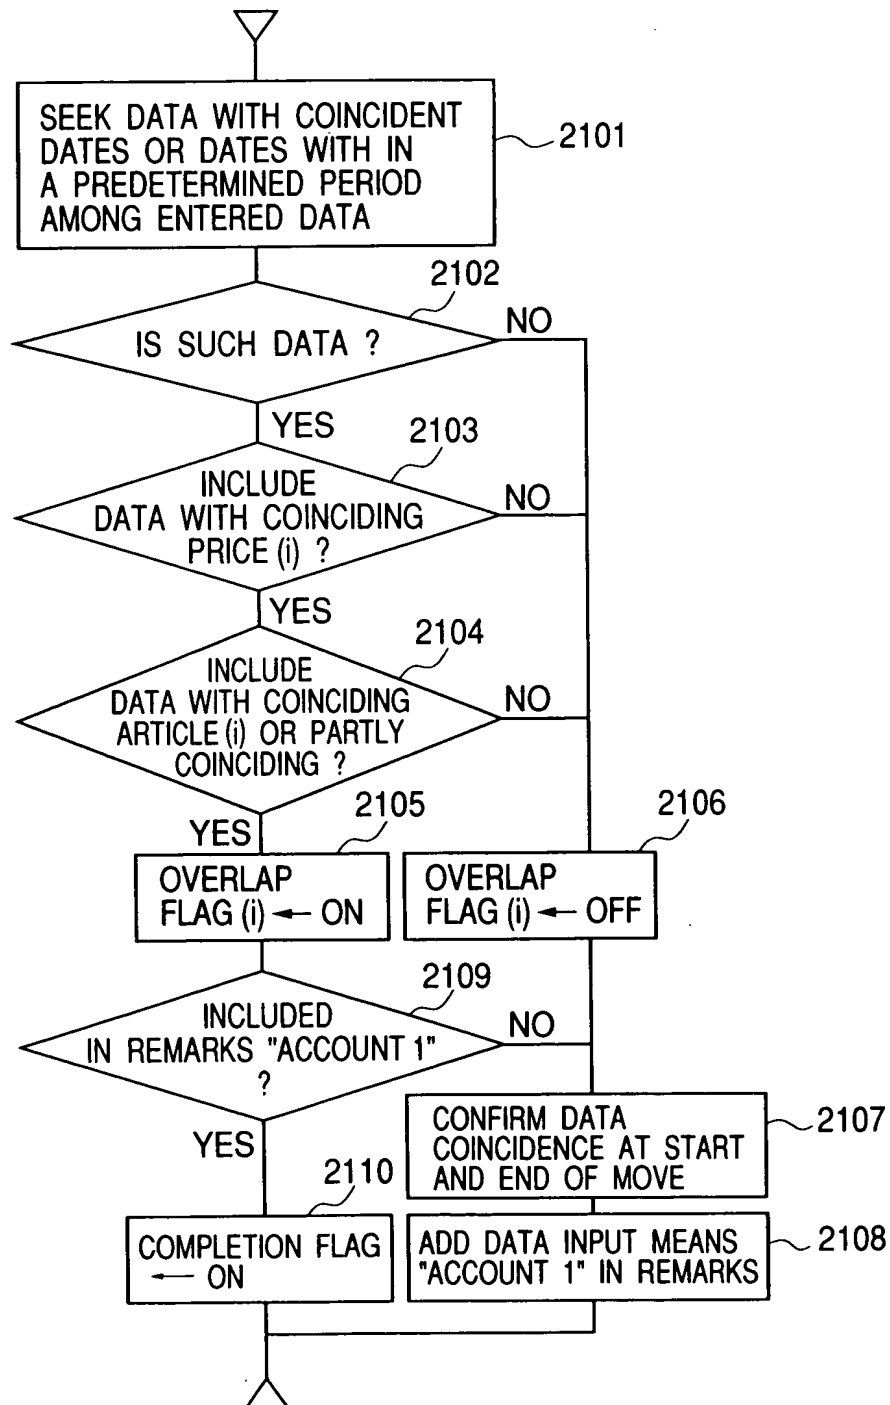 SEEK DATA WITH COINCIDENT
DATES OR DATES WITH IN
A PREDETERMINED PERIOD
AMONG ENTERED DATA
2101
2102
IS SUCH DATA ?
NO
YES
2103
INCLUDE
DATA WITH COINCIDING
PRICE (i) ?
NO
YES
2104
INCLUDE
DATA WITH COINCIDING
ARTICLE (i) OR PARTLY
COINCIDING ?
NO
YES
2105
OVERLAP
FLAG (i) ← ON
2106
OVERLAP
FLAG (i) ← OFF
2109
INCLUDED
IN REMARKS "ACCOUNT 1"
?
NO
YES
CONFIRM DATA
COINCIDENCE AT START
AND END OF MOVE
2107
2110
COMPLETION FLAG
← ON
ADD DATA INPUT MEANS
"ACCOUNT 1" IN REMARKS
2108